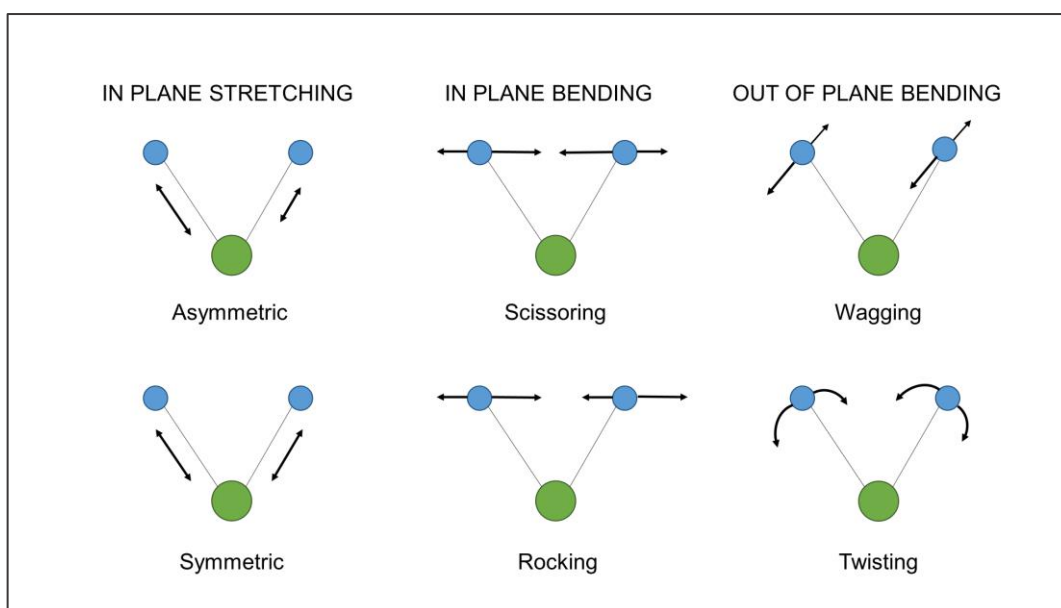 IN PLANE STRETCHING
IN PLANE BENDING
OUT OF PLANE BENDING
Asymmetric
Scissoring
Wagging
Symmetric
Rocking
Twisting